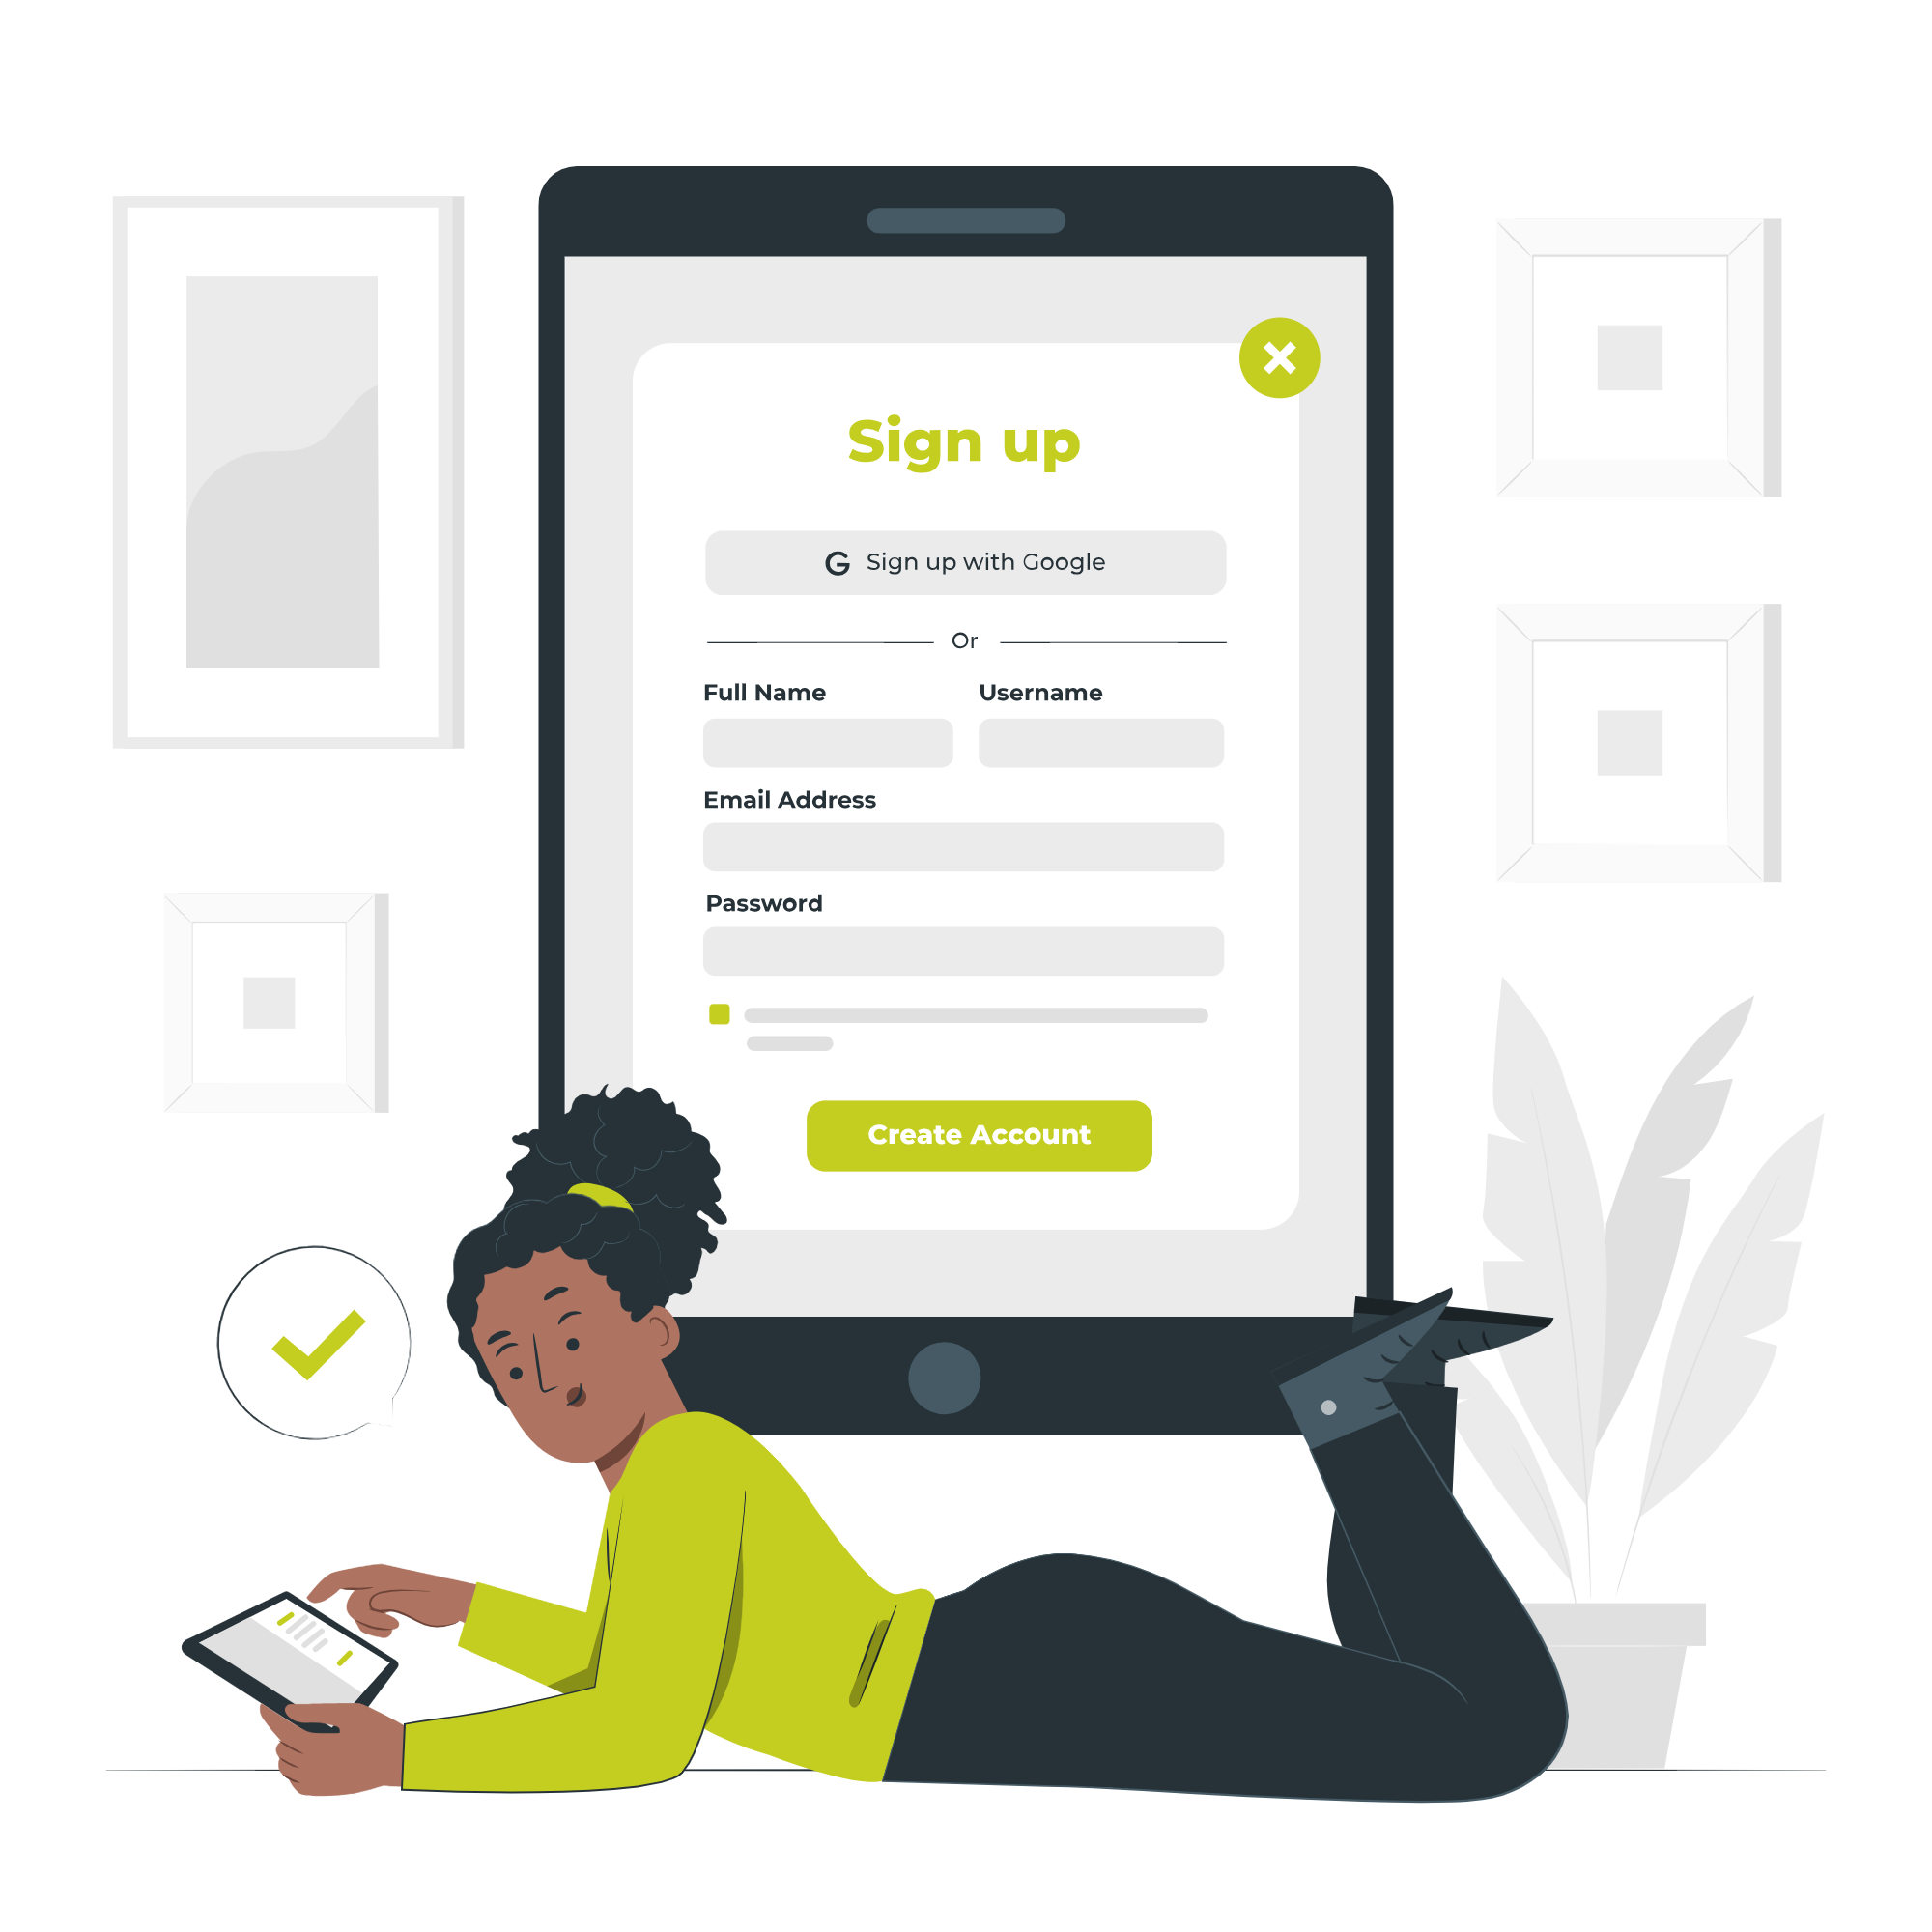 Sign up
G Sign up with Google
Or
Full Name Username
Email Address
Password
Create Account